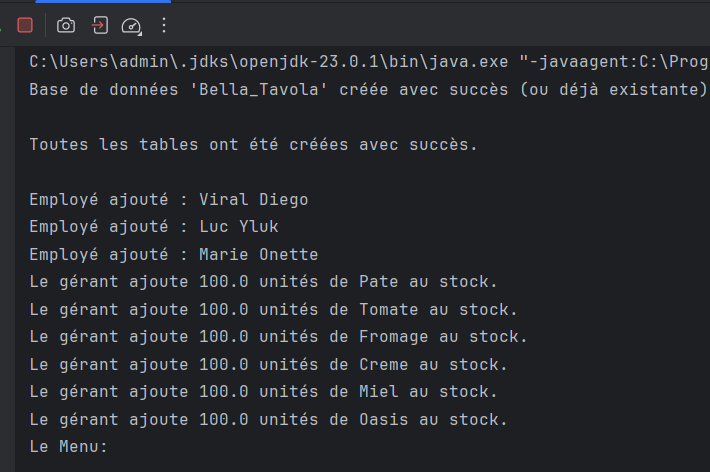 C:\Users\admin\.jdks\openjdk-23.0.1\bin\java.exe "-javaagent:C:\Prog
Base de données 'Bella_Tavola' créée avec succès (ou déjà existante)
Toutes les tables ont été créées avec succès.
Employé ajouté : Viral Diego
Employé ajouté : Luc Yluk
Employé ajouté : Marie Onette
Le gérant ajoute 100.0 unités de Pate au stock.
Le gérant ajoute 100.0 unités de Tomate au stock.
Le gérant ajoute 100.0 unités de Fromage au stock.
Le gérant ajoute 100.0 unités de Creme au stock.
Le gérant ajoute 100.0 unités de Miel au stock.
Le gérant ajoute 100.0 unités de Oasis au stock.
Le Menu: